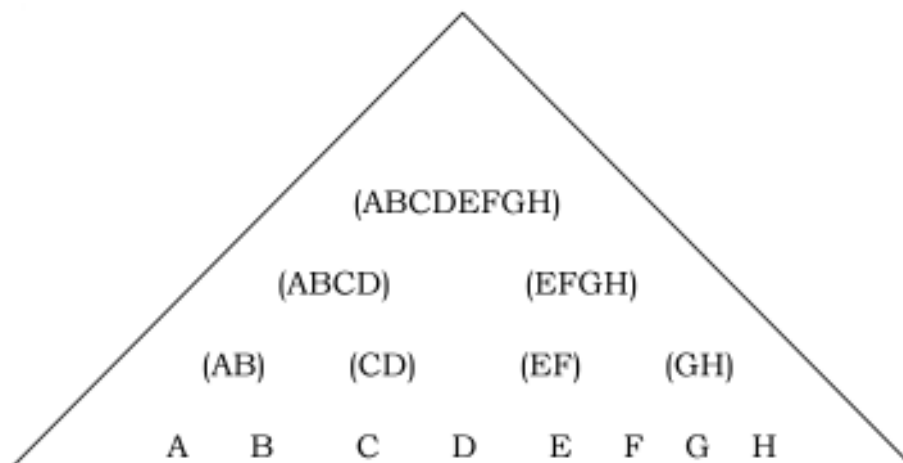 (ABCDEFGH)
(ABCD) (EFGH)
(AB) (CD) (EF) (GH)
A B C D E F G H